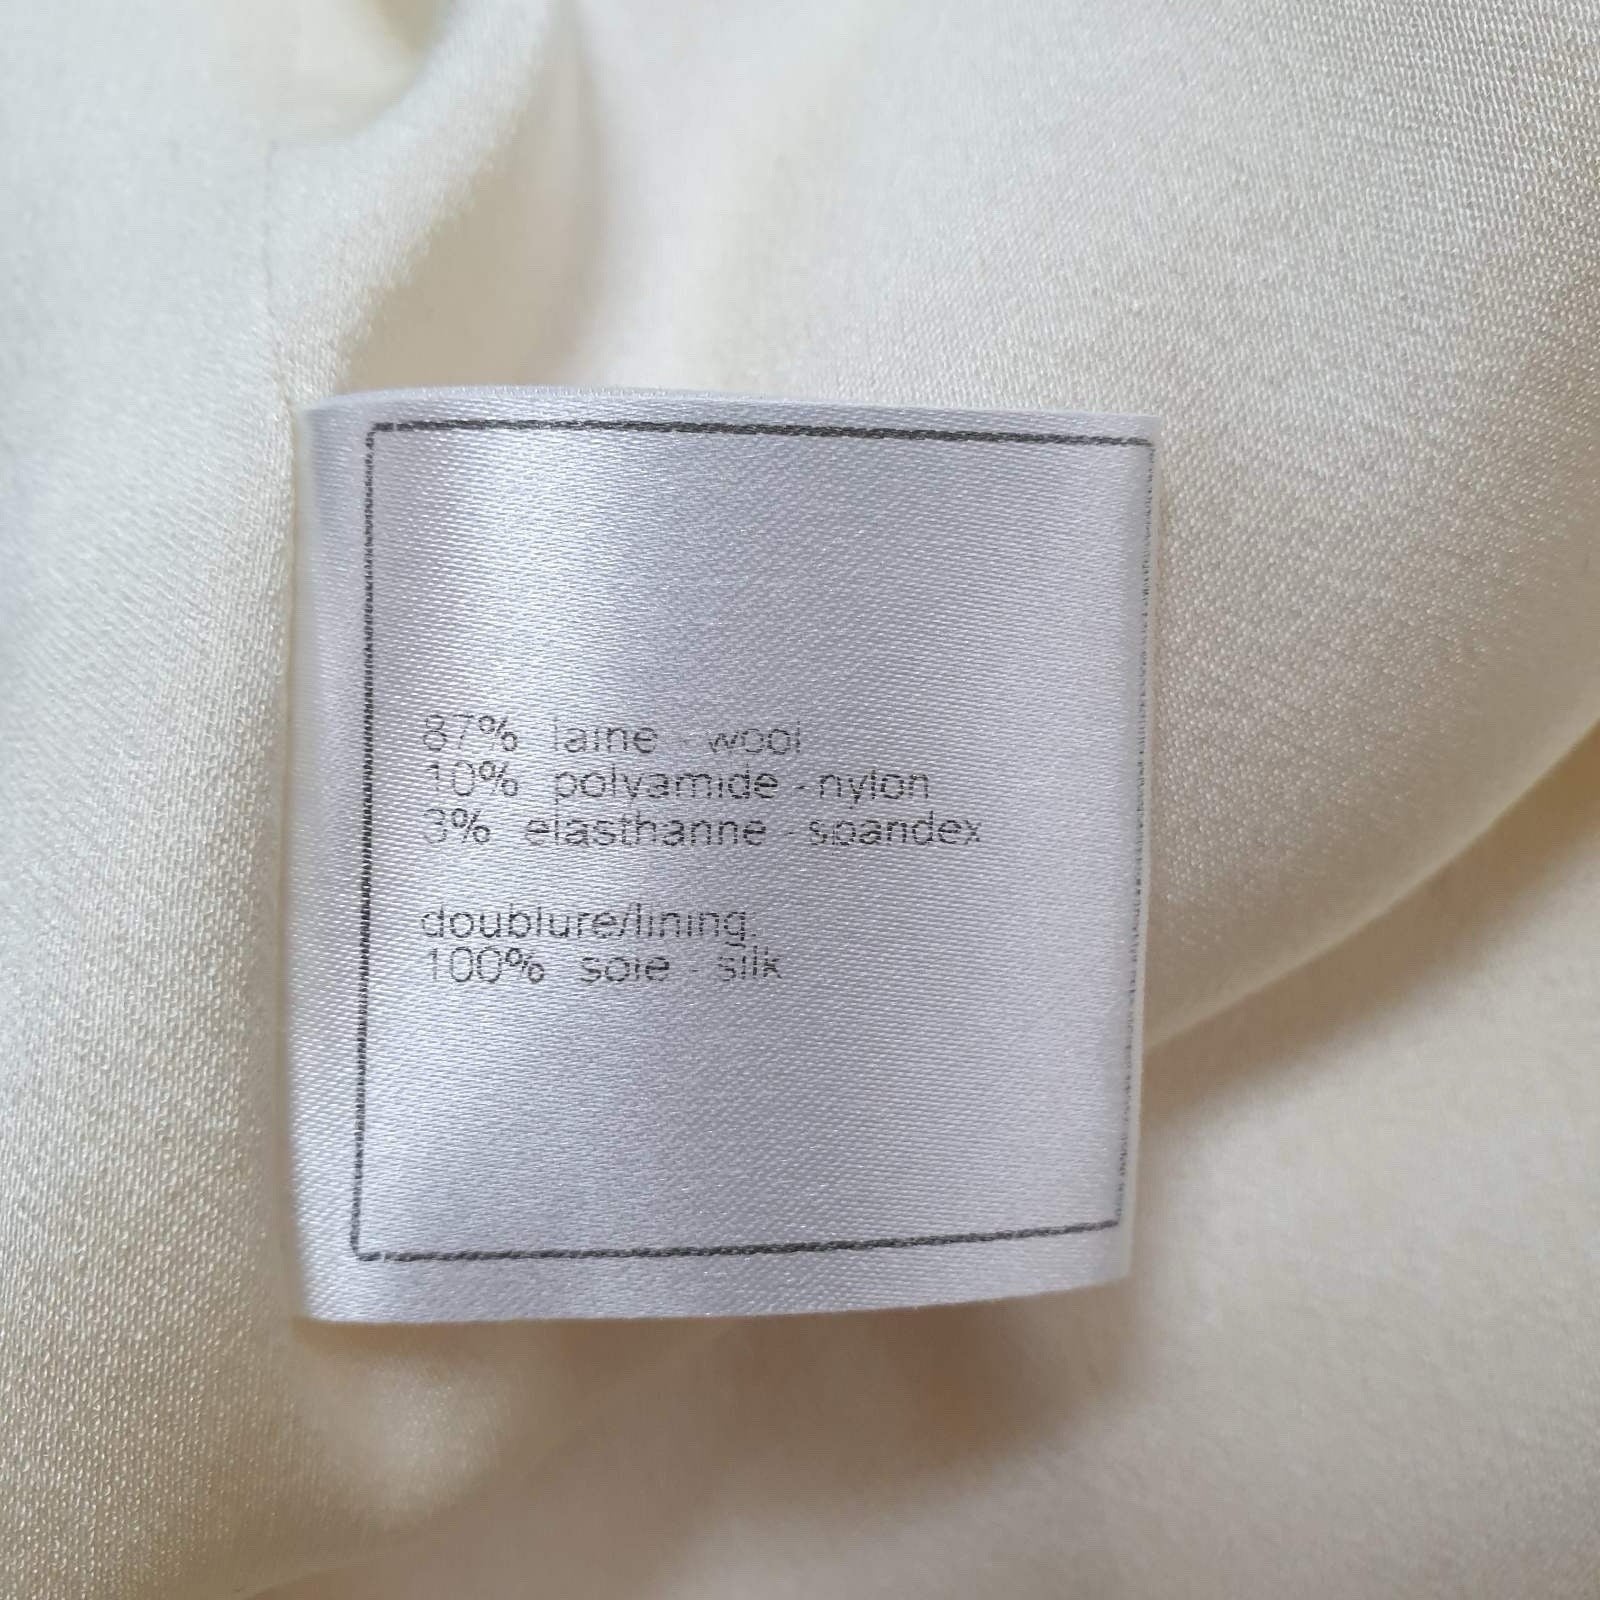 87% laine - wool
10% polyamide - nylon
3% elasthanne - spandex
doublure/lining.
100% soie - silk